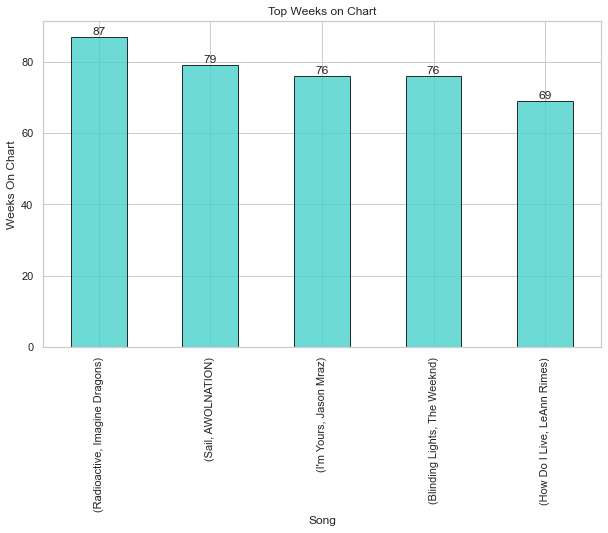 Top Weeks on Chart
87
79
76
76
69
Weeks On Chart
80
60
40
20
0
(Radioactive, Imagine Dragons)
(Sail, AWOLNATION)
(I'm Yours, Jason Mraz)
(Blinding Lights, The Weeknd)
(How Do I Live, LeAnn Rimes)
Song